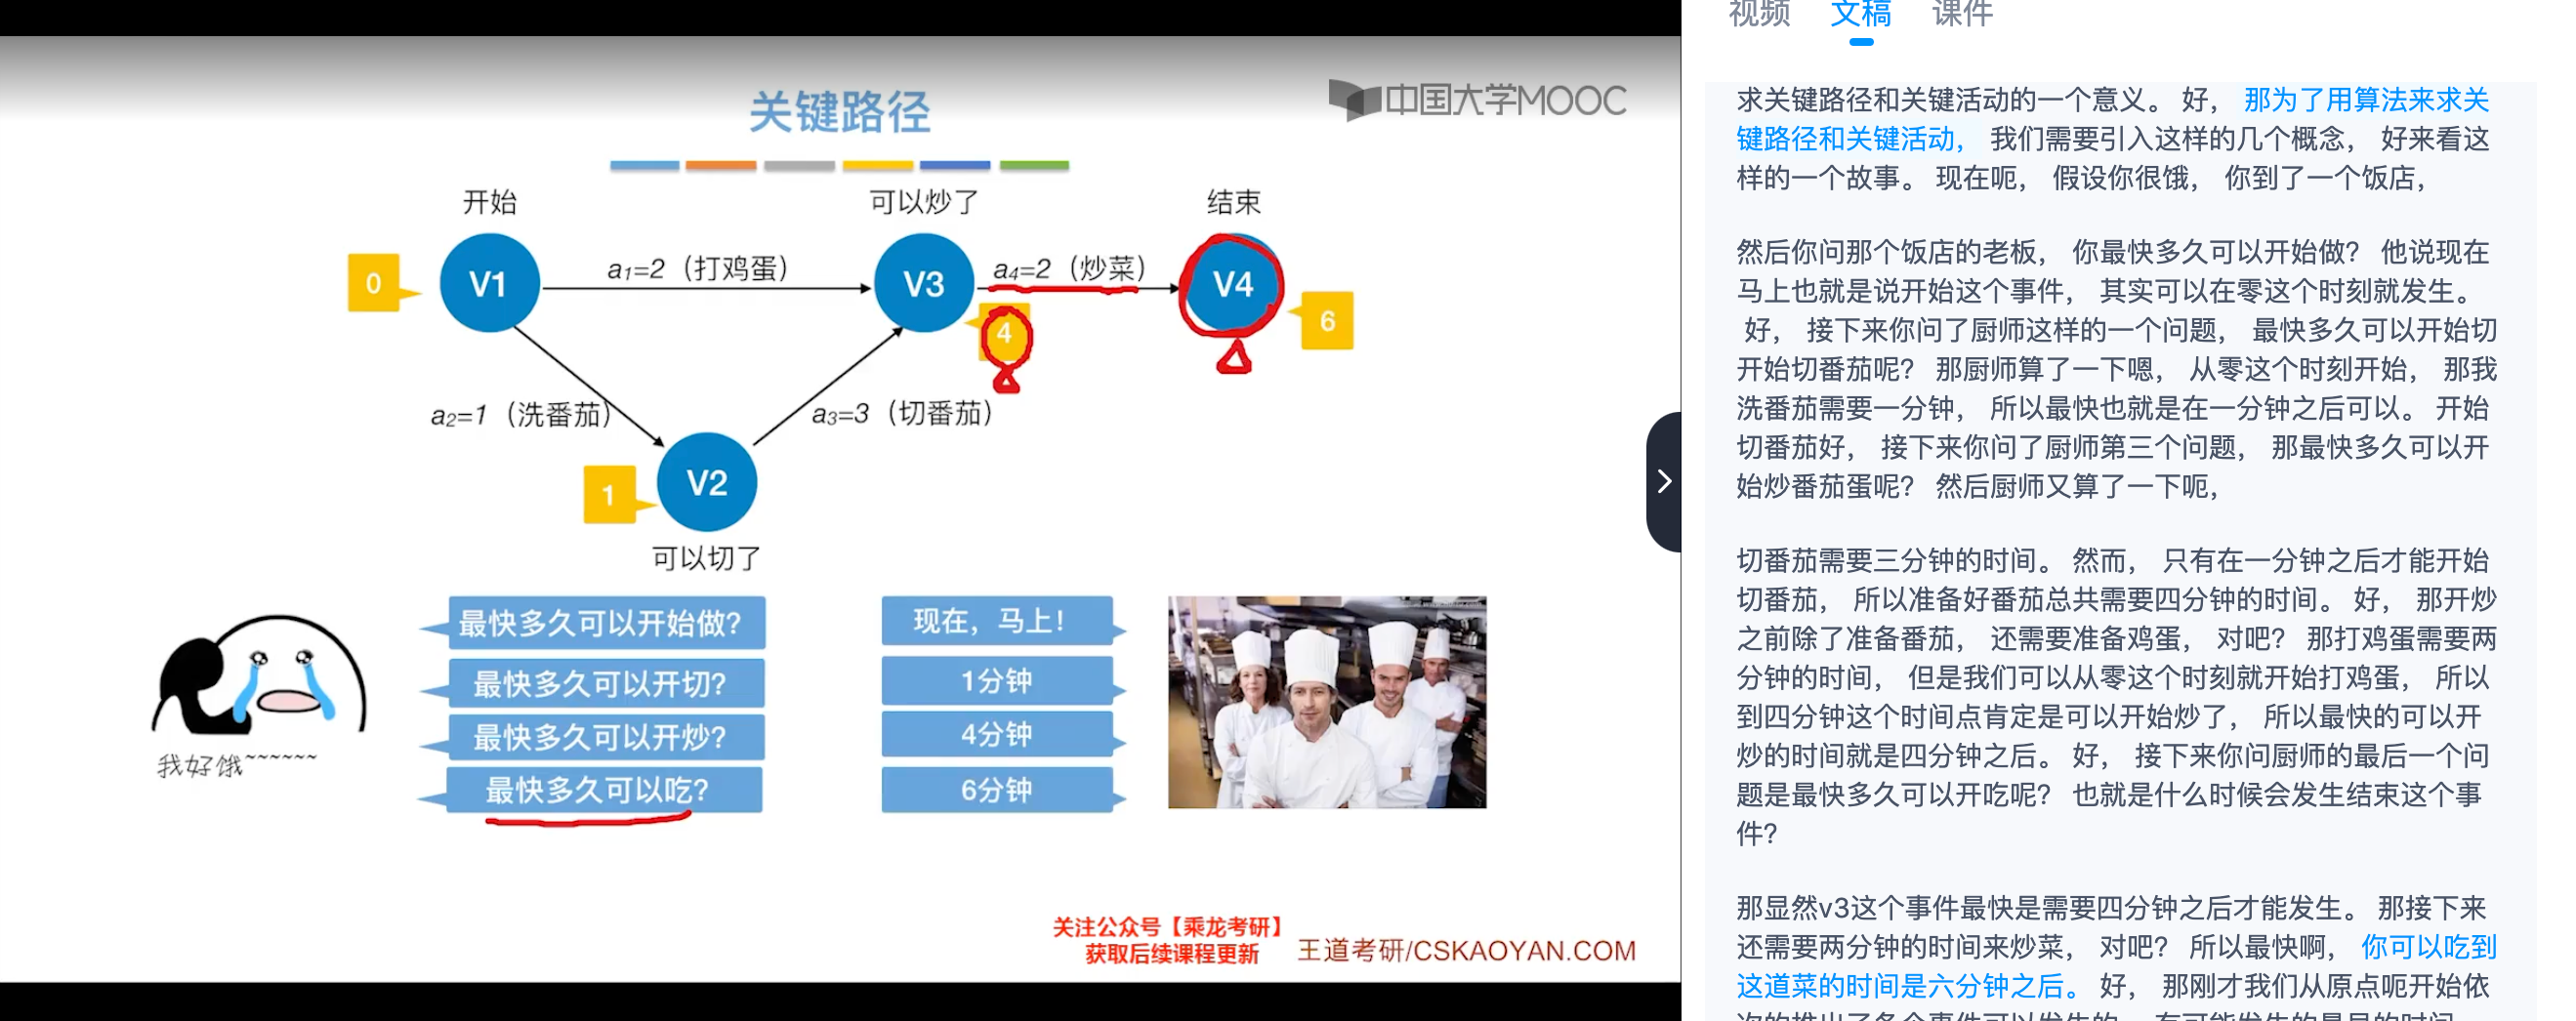 关键路径
中国大学MOOC
开始
可以炒了
结束
0
V1
a₁=2（打鸡蛋）
V3
a₄=2（炒菜）
V4
4
6
a₂=1（洗番茄）
a₃=3（切番茄）
1
V2
可以切了
最快多久可以开始做？
现在，马上！
最快多久可以开切？
1分钟
最快多久可以开炒？
4分钟
最快多久可以吃？
6分钟
我好饿~~~~~~
关注公众号【乘龙考研】
获取后续课程更新
王道考研/CSKAOYAN.COM
视频 文稿 课件
求关键路径和关键活动的一个意义。 好， 那为了用算法来求关
键路径和关键活动， 我们需要引入这样的几个概念， 好来看这
样的一个故事。 现在呃， 假设你很饿， 你到了一个饭店，
然后你问那个饭店的老板， 你最快多久可以开始做？ 他说现在
马上也就是说开始这个事件， 其实可以在零这个时刻就发生。
好， 接下来你问了厨师这样的一个问题， 最快多久可以开始切
开始切番茄呢？ 那厨师算了一下嗯， 从零这个时刻开始， 那我
洗番茄需要一分钟， 所以最快也就是在一分钟之后可以。 开始
切番茄好， 接下来你问了厨师第三个问题， 那最快多久可以开
始炒番茄蛋呢？ 然后厨师又算了一下呃，
切番茄需要三分钟的时间。 然而， 只有在一分钟之后才能开始
切番茄， 所以准备好番茄总共需要四分钟的时间。 好， 那开炒
之前除了准备番茄， 还需要准备鸡蛋， 对吧？ 那打鸡蛋需要两
分钟的时间， 但是我们可以从零这个时刻就开始打鸡蛋， 所以
到四分钟这个时间点肯定是可以开始炒了， 所以最快的可以开
炒的时间就是四分钟之后。 好， 接下来你问厨师的最后一个问
题是最快多久可以开吃呢？ 也就是什么时候会发生结束这个事
件？
那显然v3这个事件最快是需要四分钟之后才能发生。 那接下来
还需要两分钟的时间来炒菜， 对吧？ 所以最快啊， 你可以吃到
这道菜的时间是六分钟之后。 好， 那刚才我们从原点呃开始依
次的推出了各个事件可以发生的， 有可能发生的最早的时间